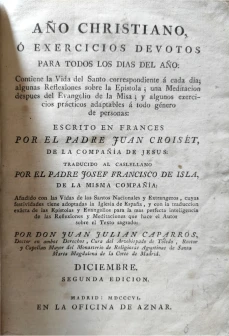 AÑO CHRISTIANO,
Ó EXERCICIOS DEVOTOS
PARA TODOS LOS DIAS DEL AÑO:
Contiene la Vida del Santo correspondiente á cada dia;
algunas Reflexiones sobre la Epistola; una Meditacion
despues del Evangelio de la Misa; y algunos exerci-
cios prácticos adaptables á todo género
de personas:
ESCRITO EN FRANCES
POR EL PADRE JUAN CROISET,
DE LA COMPAÑIA DE JESUS:
TRADUCIDO AL CASTELLANO
POR EL PADRE JOSEF FRANCISCO DE ISLA,
DE LA MISMA COMPAÑIA;
Añadido con las Vidas de los Santos Nacionales y Extrangeros, cuyas
festividades tiene adoptadas la Iglesia de España, y con la traduccion
exâcta de las Epistolas y Evangelios para la mas perfecta inteligencia
de las Reflexiones y Meditaciones que hace el Autor
sobre el Texto sagrado.
POR DON JUAN JULIAN CAPARROS,
Doctor en ambos Derechos, Cura del Arzobispado de Toledo, Rector
y Capellan Mayor del Monasterio de Religiosas Agustinas de Santa
Maria Magdalena de la Corte de Madrid.
DICIEMBRE.
SEGUNDA EDICION.
MADRID: MDCCCVI.
EN LA OFICINA DE AZNAR.